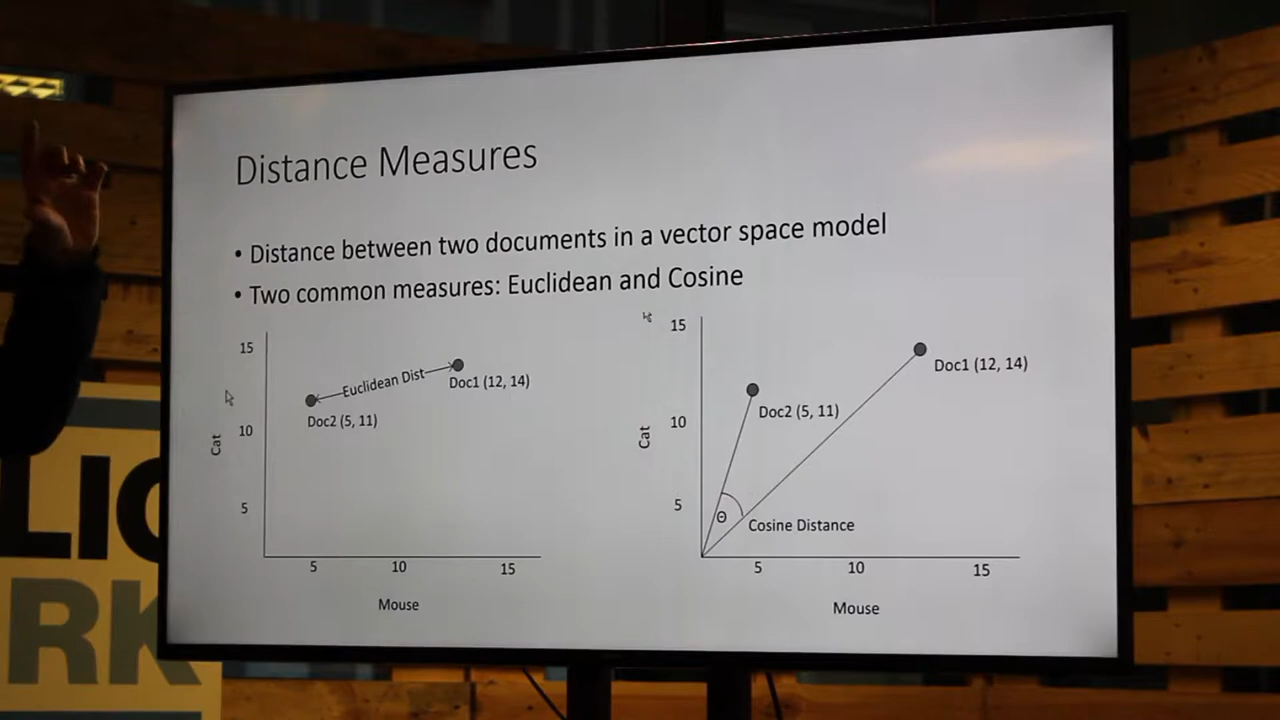 Distance Measures
• Distance between two documents in a vector space model
• Two common measures: Euclidean and Cosine
15
10
5
Cat
Euclidean Dist
Doc1 (12, 14)
Doc2 (5, 11)
5 10 15
Mouse
15
10
5
Cat
Doc1 (12, 14)
Doc2 (5, 11)
Θ
Cosine Distance
5 10 15
Mouse
LIC
RK